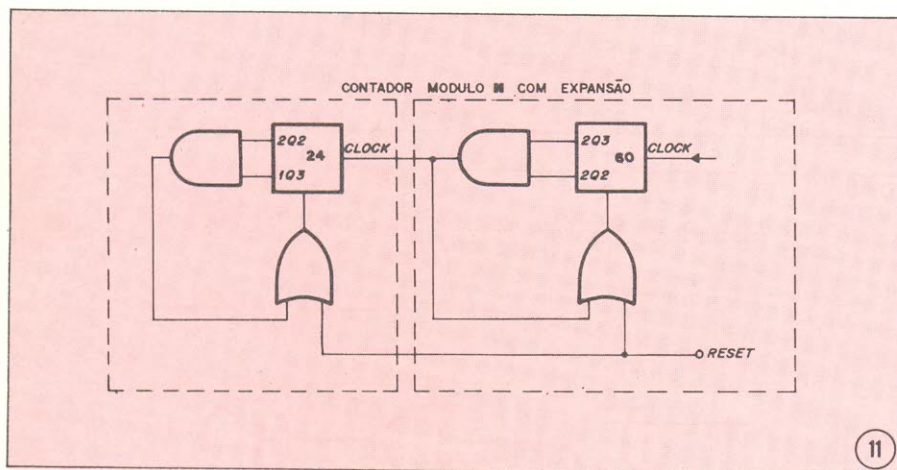 CONTADOR MODULO M COM EXPANSÃO
2Q2
1Q3
24
CLOCK
2Q3
2Q2
60
CLOCK
RESET
11